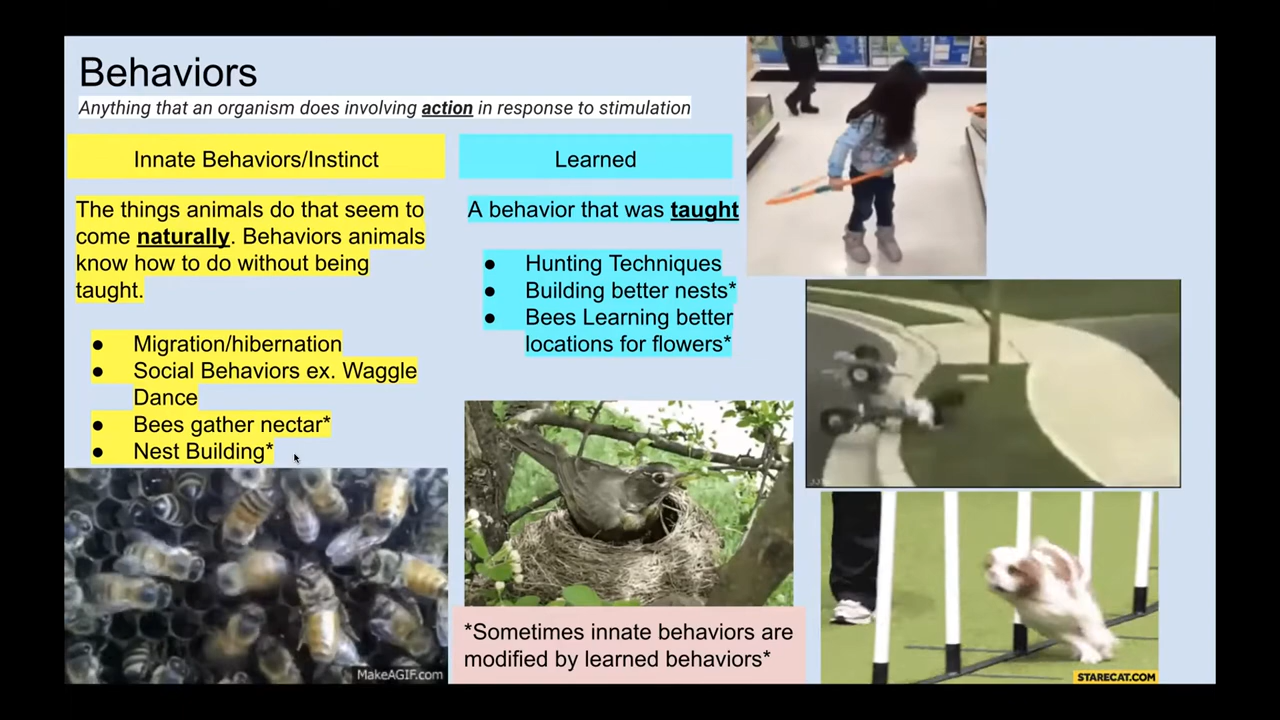 Behaviors
Anything that an organism does involving action in response to stimulation
Innate Behaviors/Instinct
The things animals do that seem to
come naturally. Behaviors animals
know how to do without being
taught.
● Migration/hibernation
● Social Behaviors ex. Waggle
Dance
● Bees gather nectar*
● Nest Building*
MakeAGIF.com
Learned
A behavior that was taught
● Hunting Techniques
● Building better nests*
● Bees Learning better
locations for flowers*
*Sometimes innate behaviors are
modified by learned behaviors*
STARECAT.COM